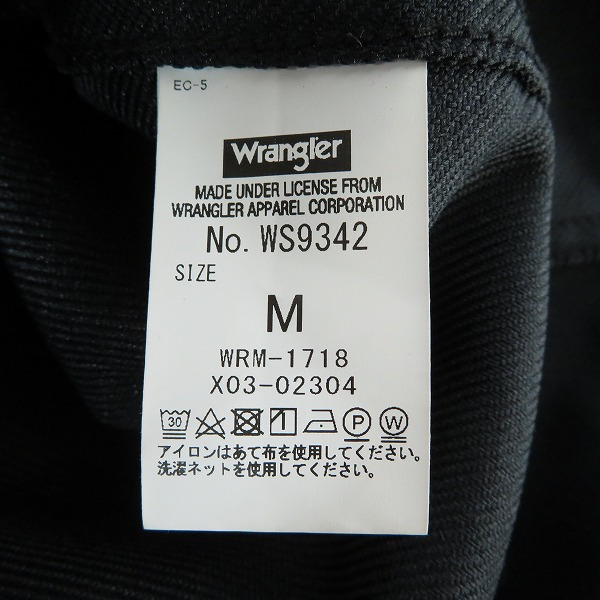 EC-5
Wrangler
MADE UNDER LICENSE FROM
WRANGLER APPAREL CORPORATION
No. WS9342
SIZE
M
WRM-1718
X03-02304
30 P W
アイロンはあて布を使用してください。
洗濯ネットを使用してください。